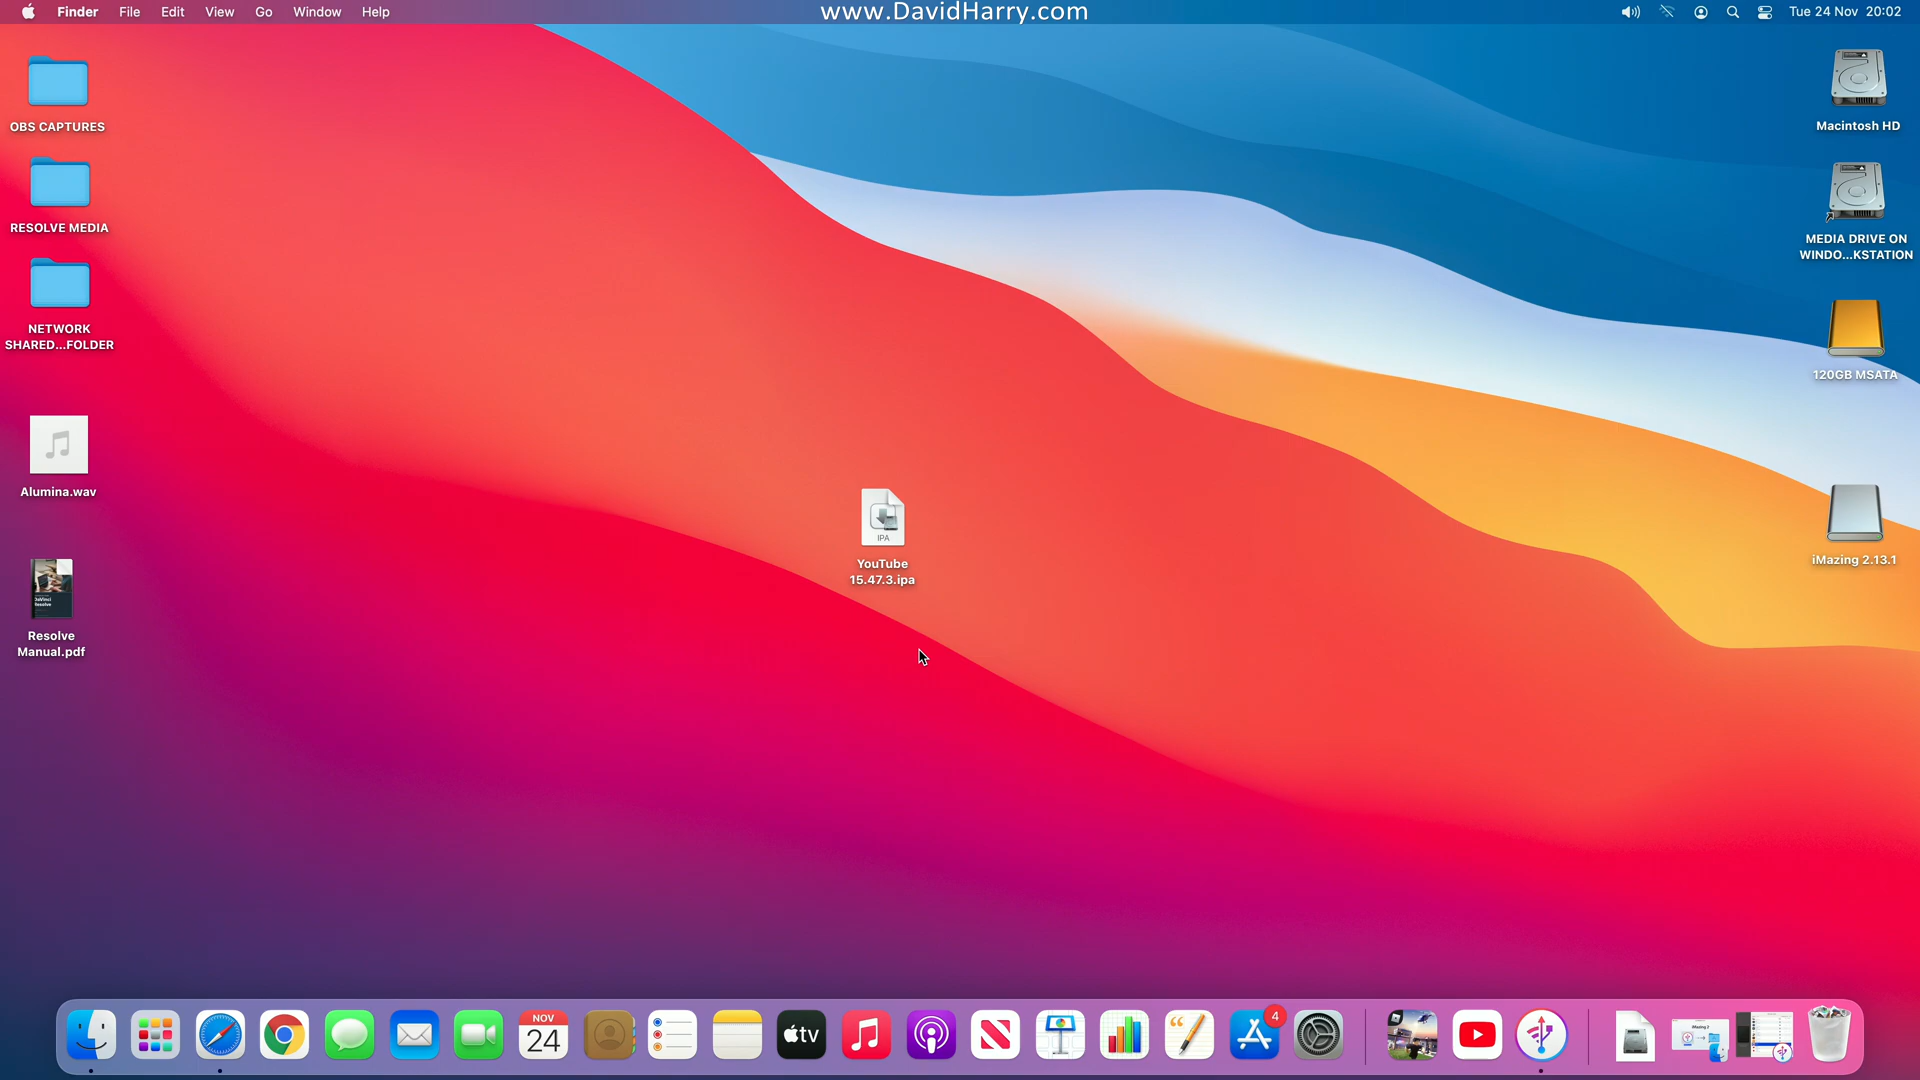 Finder File Edit View Go Window Help
www.DavidHarry.com
Tue 24 Nov 20:02
OBS CAPTURES
RESOLVE MEDIA
NETWORK
SHARED...FOLDER
Alumina.wav
Resolve
Manual.pdf
IPA
YouTube
15.47.3.ipa
Macintosh HD
MEDIA DRIVE ON
WINDO...KSTATION
120GB MSATA
iMazing 2.13.1
NOV
24
tv
4